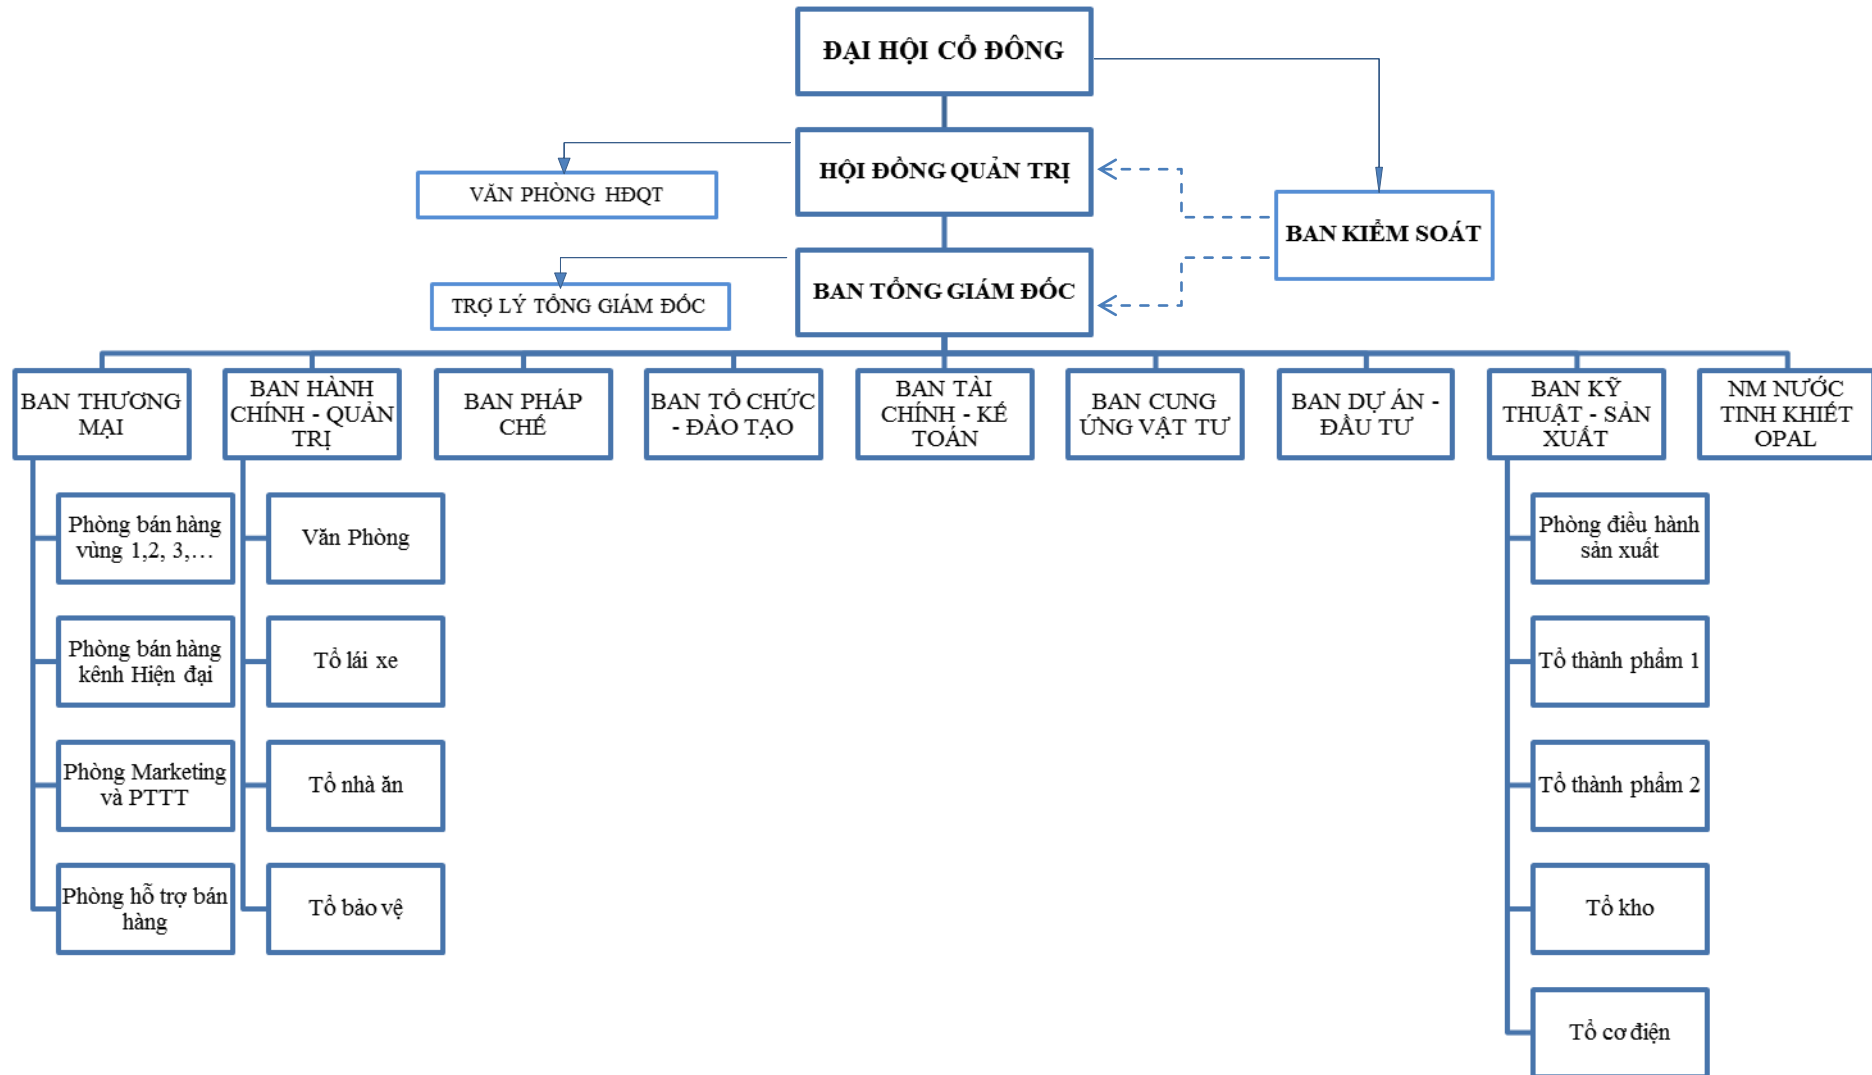 ĐẠI HỘI CỔ ĐÔNG
HỘI ĐỒNG QUẢN TRỊ
VĂN PHÒNG HĐQT
BAN KIỂM SOÁT
BAN TỔNG GIÁM ĐỐC
TRỢ LÝ TỔNG GIÁM ĐỐC
BAN THƯƠNG
MẠI
BAN HÀNH
CHÍNH - QUẢN
TRỊ
BAN PHÁP
CHẾ
BAN TỔ CHỨC
- ĐÀO TẠO
BAN TÀI
CHÍNH - KẾ
TOÁN
BAN CUNG
ỨNG VẬT TƯ
BAN DỰ ÁN -
ĐẦU TƯ
BAN KỸ
THUẬT - SẢN
XUẤT
NM NƯỚC
TINH KHIẾT
OPAL
Phòng bán hàng
vùng 1,2, 3,…
Phòng bán hàng
kênh Hiện đại
Phòng Marketing
và PTTT
Phòng hỗ trợ bán
hàng
Văn Phòng
Tổ lái xe
Tổ nhà ăn
Tổ bảo vệ
Phòng điều hành
sản xuất
Tổ thành phẩm 1
Tổ thành phẩm 2
Tổ kho
Tổ cơ điện